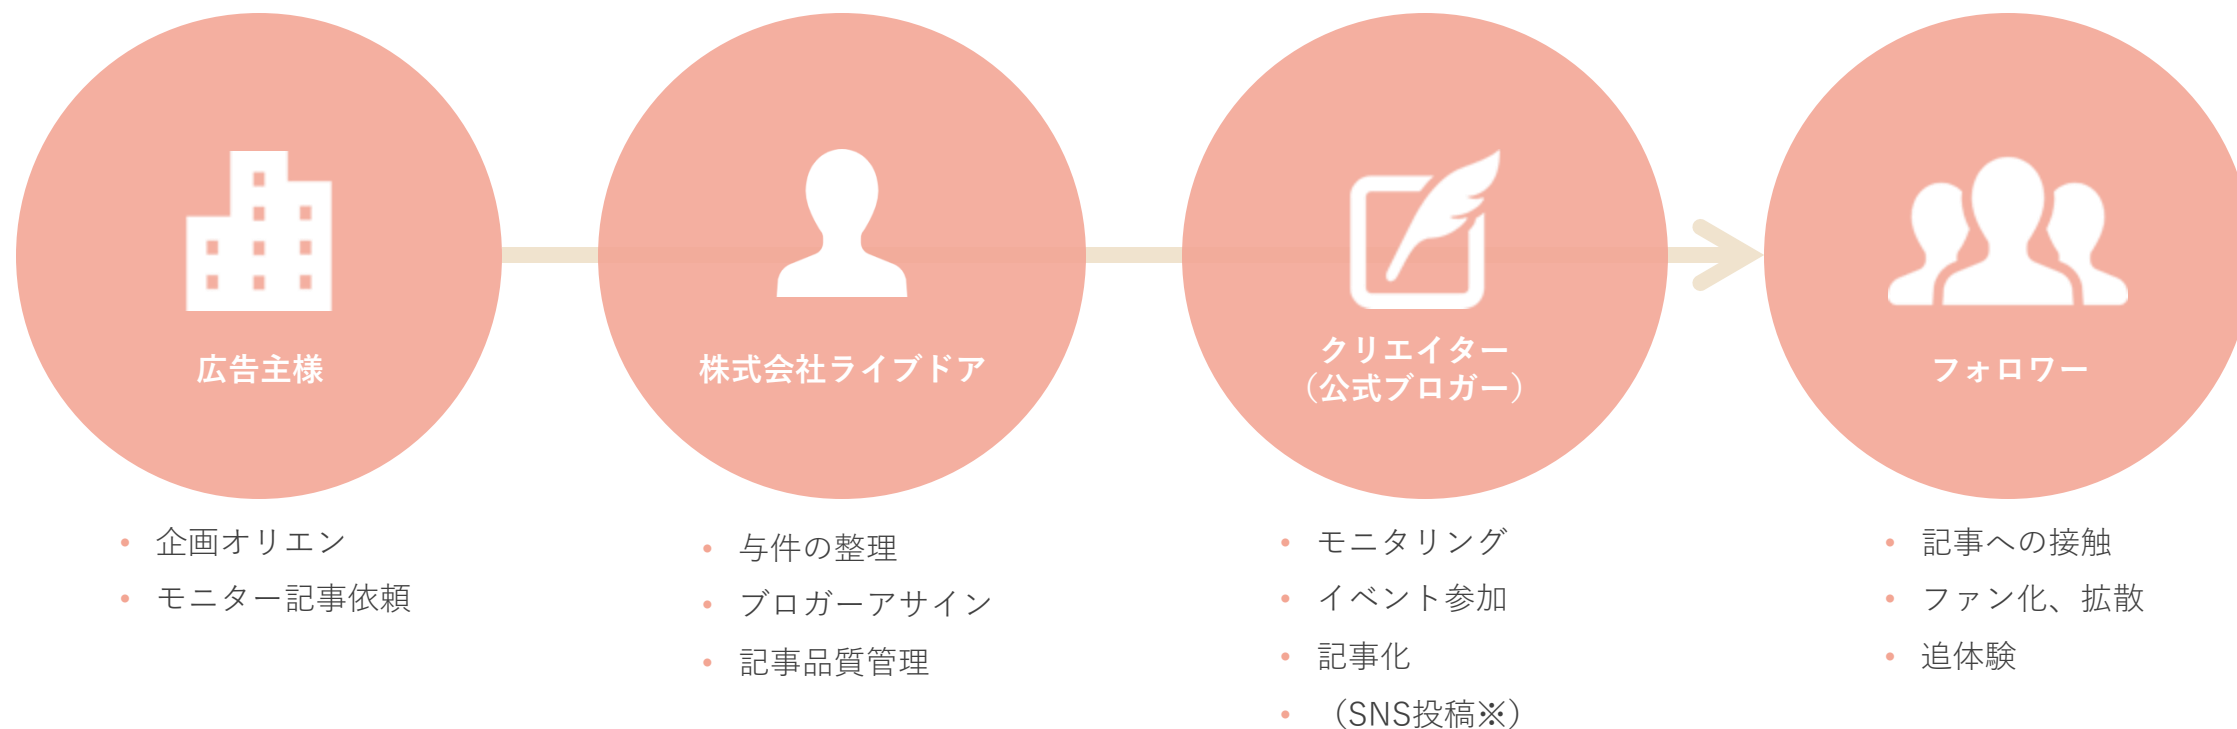 広告主様
企画オリエン
モニター記事依頼
株式会社ライブドア
与件の整理
ブロガーアサイン
記事品質管理
クリエイター
（公式ブロガー）
モニタリング
イベント参加
記事化
（SNS投稿※）
フォロワー
記事への接触
ファン化、拡散
追体験